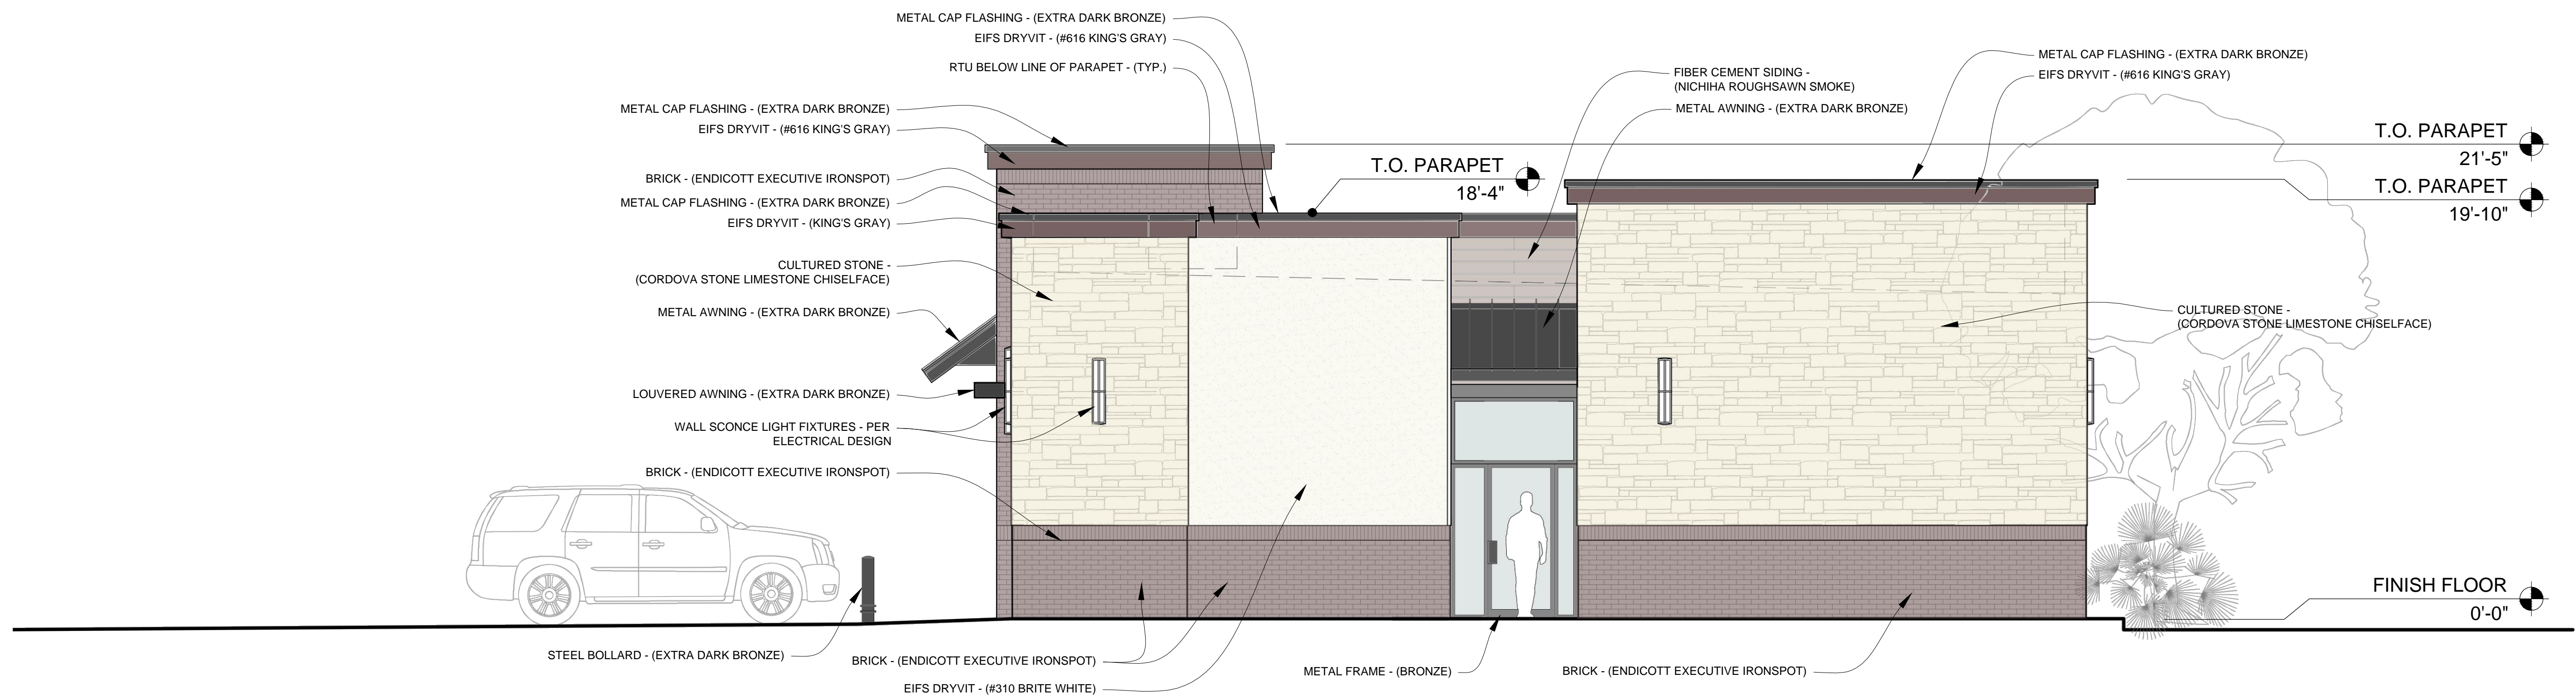 METAL CAP FLASHING - (EXTRA DARK BRONZE)
EIFS DRYVIT - (#616 KING'S GRAY)
RTU BELOW LINE OF PARAPET - (TYP.)
METAL CAP FLASHING - (EXTRA DARK BRONZE)
EIFS DRYVIT - (#616 KING'S GRAY)
BRICK - (ENDICOTT EXECUTIVE IRONSPOT)
METAL CAP FLASHING - (EXTRA DARK BRONZE)
EIFS DRYVIT - (KING'S GRAY)
CULTURED STONE -
(CORDOVA STONE LIMESTONE CHISELFACE)
METAL AWNING - (EXTRA DARK BRONZE)
LOUVERED AWNING - (EXTRA DARK BRONZE)
WALL SCONCE LIGHT FIXTURES - PER
ELECTRICAL DESIGN
BRICK - (ENDICOTT EXECUTIVE IRONSPOT)
STEEL BOLLARD - (EXTRA DARK BRONZE)
BRICK - (ENDICOTT EXECUTIVE IRONSPOT)
EIFS DRYVIT - (#310 BRITE WHITE)
METAL FRAME - (BRONZE)
BRICK - (ENDICOTT EXECUTIVE IRONSPOT)
T.O. PARAPET
18'-4"
FIBER CEMENT SIDING -
(NICHIHA ROUGHSAWN SMOKE)
METAL AWNING - (EXTRA DARK BRONZE)
METAL CAP FLASHING - (EXTRA DARK BRONZE)
EIFS DRYVIT - (#616 KING'S GRAY)
T.O. PARAPET
21'-5"
T.O. PARAPET
19'-10"
CULTURED STONE -
(CORDOVA STONE LIMESTONE CHISELFACE)
FINISH FLOOR
0'-0"